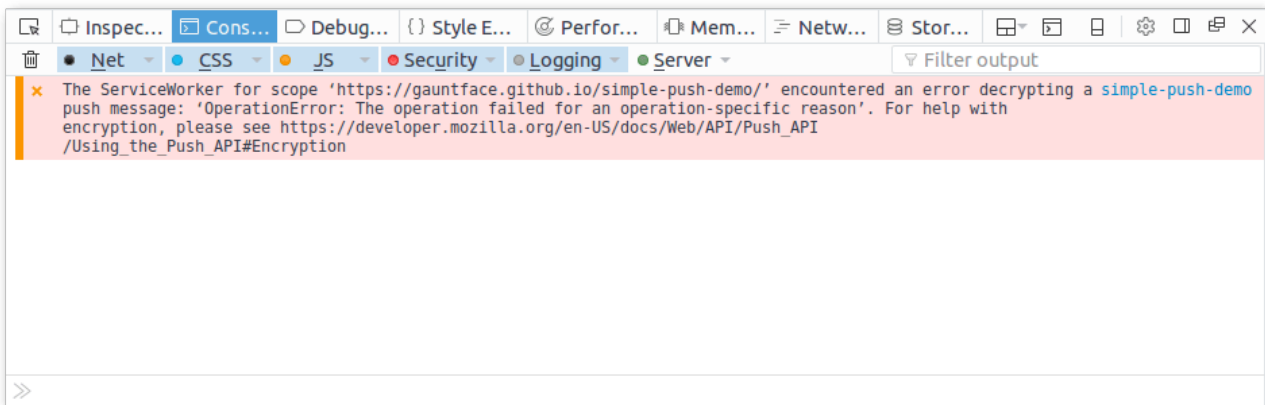 Inspec... Cons... Debug... {} Style E... Perfor... Mem... Netw... Stor...
Net CSS JS Security Logging Server Filter output
The ServiceWorker for scope ‘https://gauntface.github.io/simple-push-demo/’ encountered an error decrypting a simple-push-demo
push message: ‘OperationError: The operation failed for an operation-specific reason’. For help with
encryption, please see https://developer.mozilla.org/en-US/docs/Web/API/Push_API
/Using_the_Push_API#Encryption